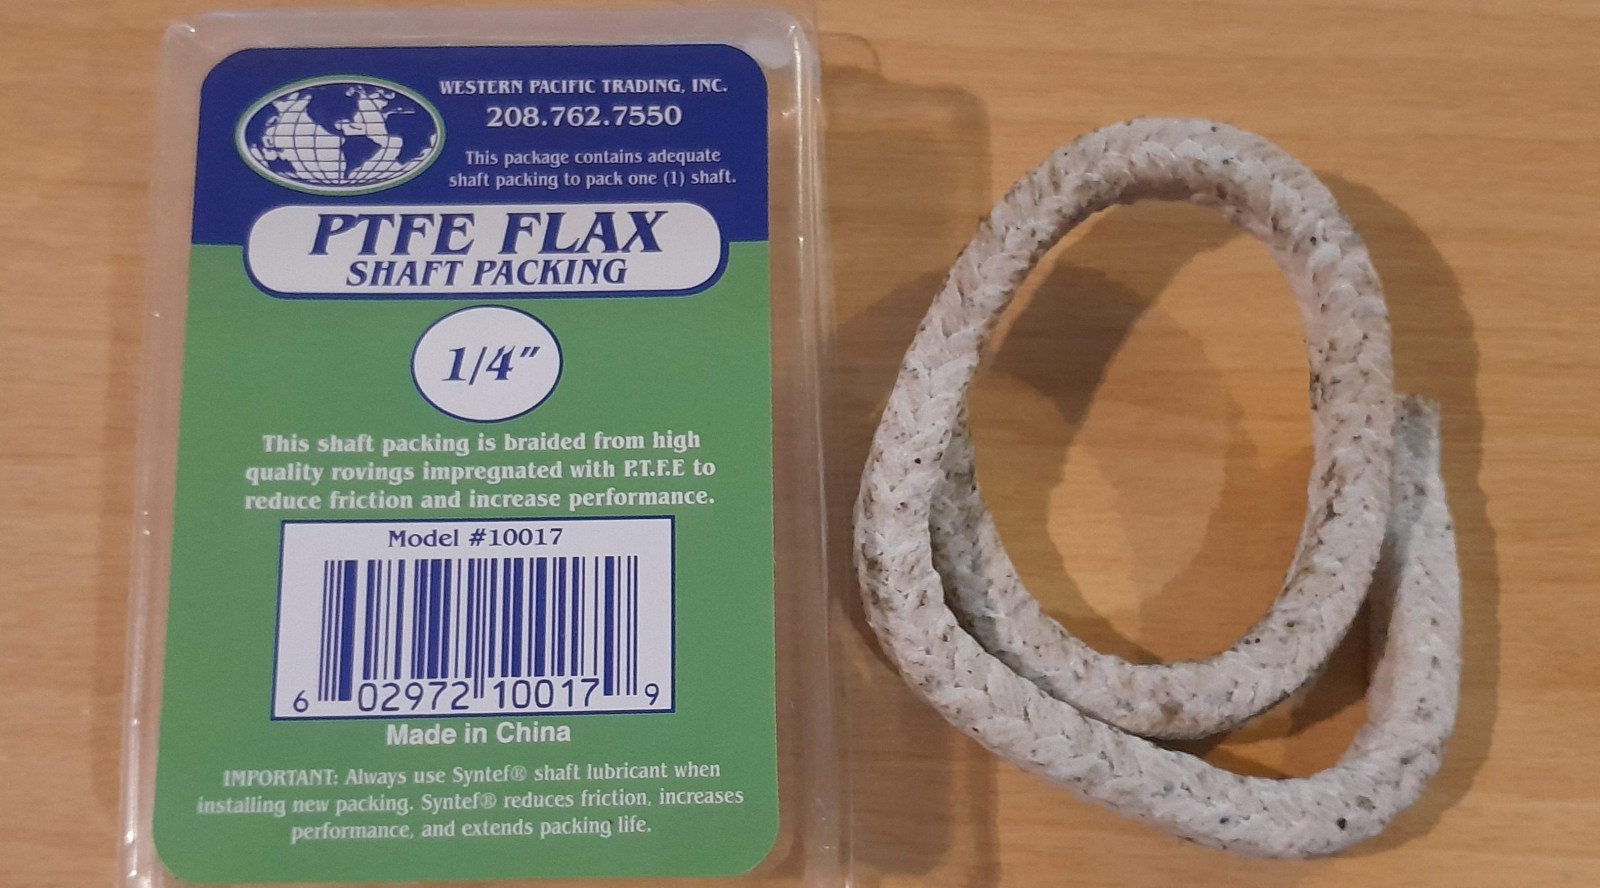 WESTERN PACIFIC TRADING, INC.
208.762.7550
This package contains adequate
shaft packing to pack one (1) shaft.
PTFE FLAX
SHAFT PACKING
1/4"
This shaft packing is braided from high
quality rovings impregnated with P.T.F.E to
reduce friction and increase performance.
Model #10017
6 02972 10017 9
Made in China
IMPORTANT: Always use Syntef® shaft lubricant when
installing new packing. Syntef® reduces friction, increases
performance, and extends packing life.